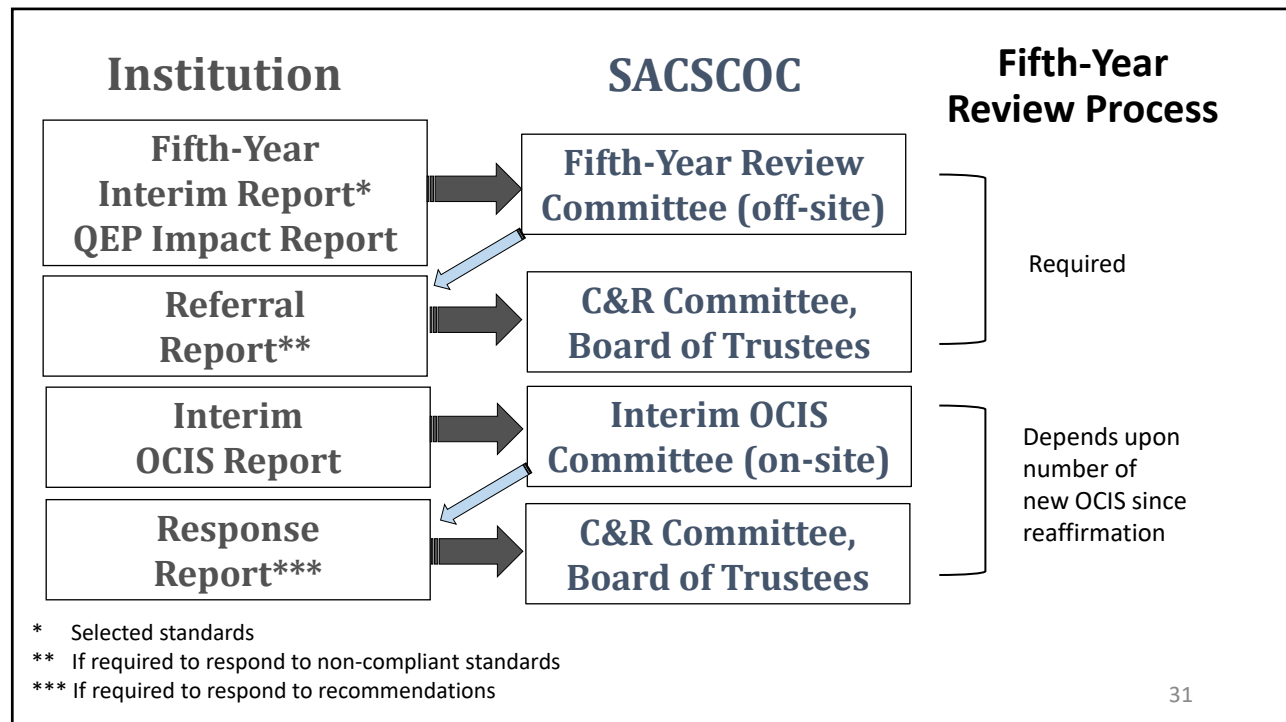 Institution
SACSCOC
Fifth-Year
Review Process
Fifth-Year
Interim Report*
QEP Impact Report
Fifth-Year Review
Committee (off-site)
Required
Referral
Report**
C&R Committee,
Board of Trustees
Interim
OCIS Report
Interim OCIS
Committee (on-site)
Depends upon
number of
new OCIS since
reaffirmation
Response
Report***
C&R Committee,
Board of Trustees
* Selected standards
** If required to respond to non-compliant standards
*** If required to respond to recommendations
31